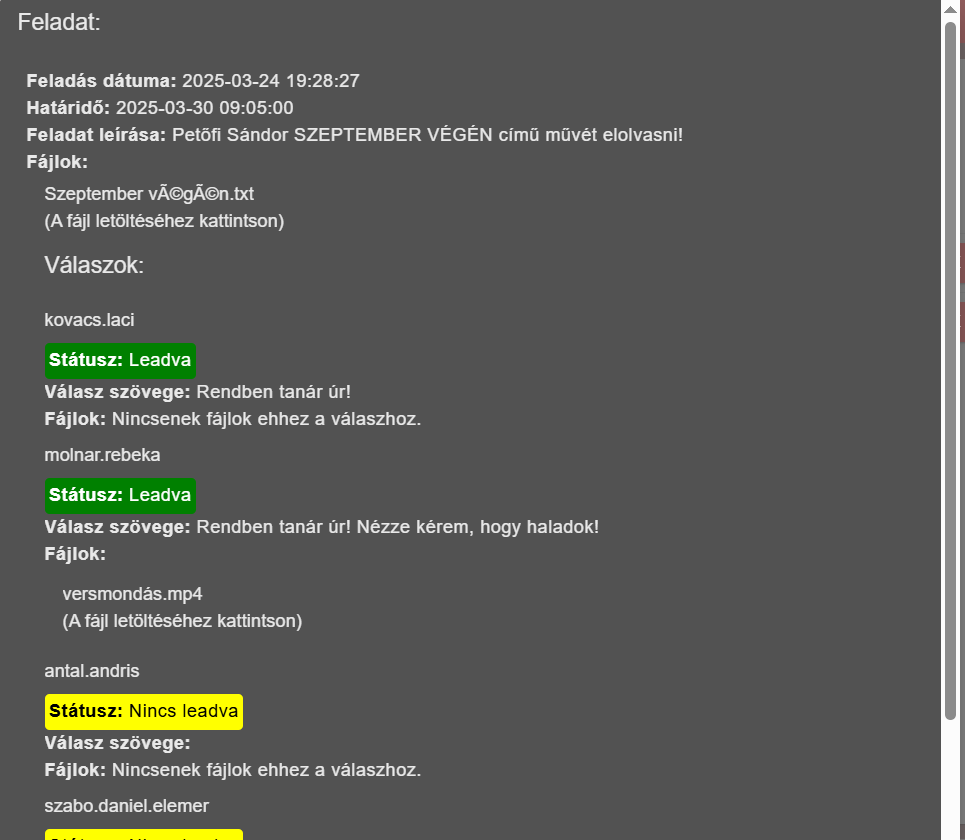 Feladat:
Feladás dátuma: 2025-03-24 19:28:27
Határidő: 2025-03-30 09:05:00
Feladat leírása: Petőfi Sándor SZEPTEMBER VÉGÉN című művét elolvasni!
Fájlok:
Szeptember vÃ©gÃ©n.txt
(A fájl letöltéséhez kattintson)
Válaszok:
kovacs.laci
Státusz: Leadva
Válasz szövege: Rendben tanár úr!
Fájlok: Nincsenek fájlok ehhez a válaszhoz.
molnar.rebeka
Státusz: Leadva
Válasz szövege: Rendben tanár úr! Nézze kérem, hogy haladok!
Fájlok:
versmondás.mp4
(A fájl letöltéséhez kattintson)
antal.andris
Státusz: Nincs leadva
Válasz szövege:
Fájlok: Nincsenek fájlok ehhez a válaszhoz.
szabo.daniel.elemer